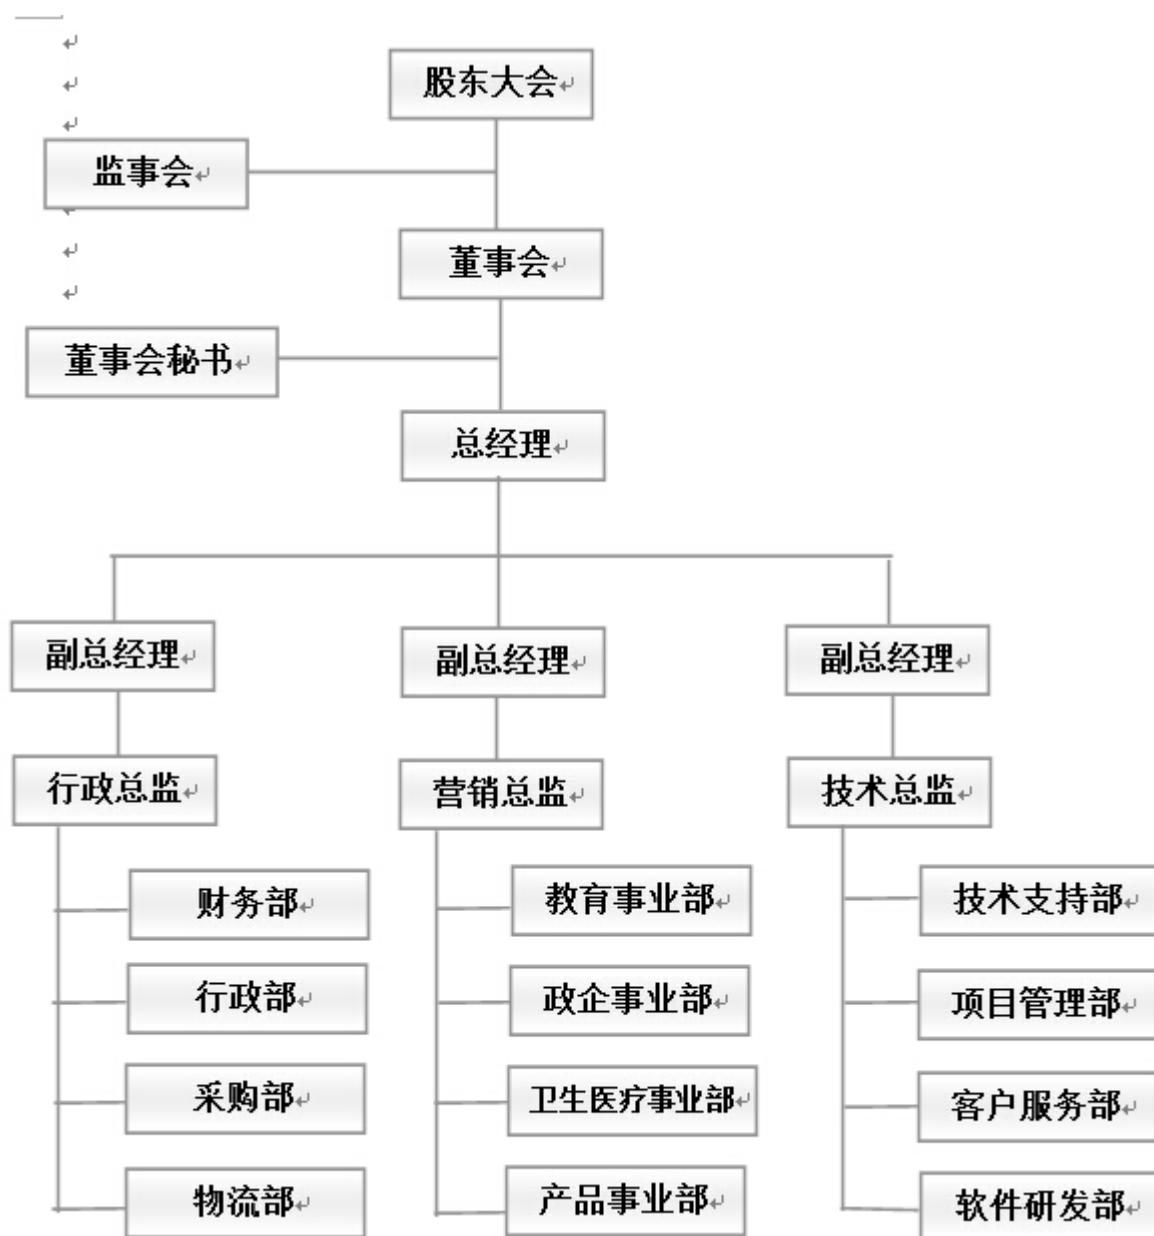 股东大会
监事会
董事会
董事会秘书
总经理
副总经理
副总经理
副总经理
行政总监
营销总监
技术总监
财务部
教育事业部
技术支持部
行政部
政企事业部
项目管理部
采购部
卫生医疗事业部
客户服务部
物流部
产品事业部
软件研发部